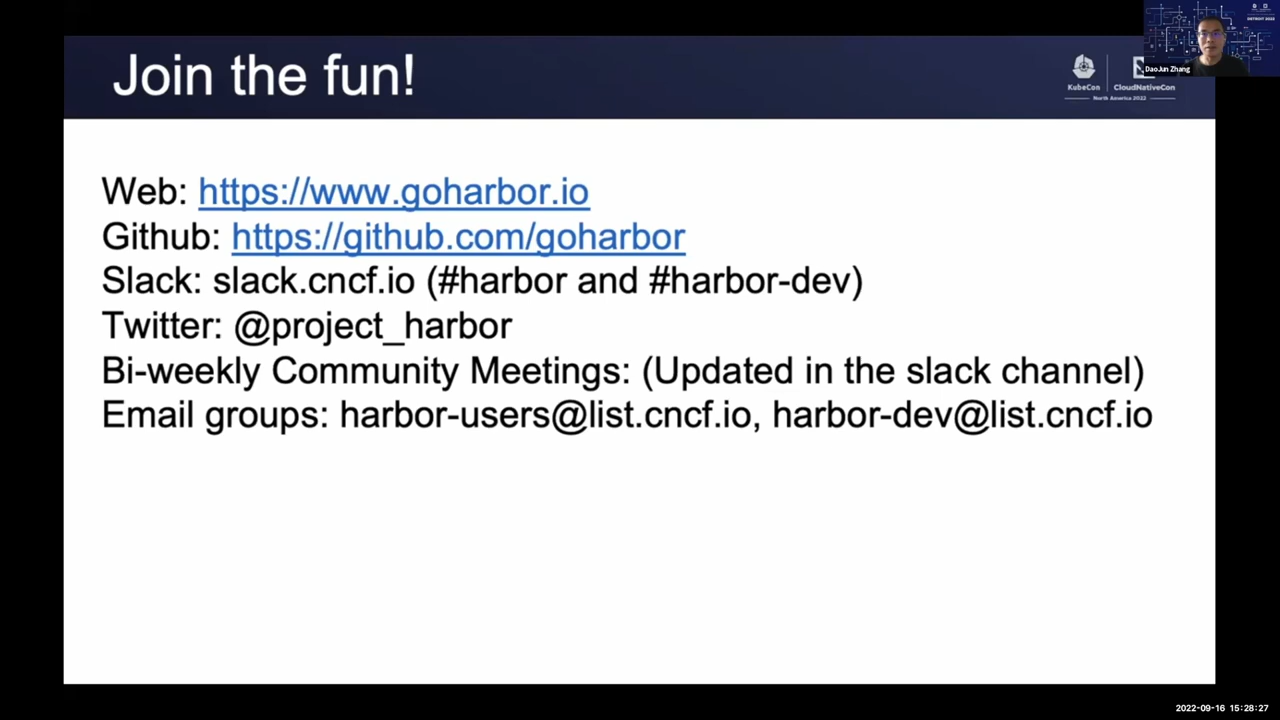 Join the fun!
KubeCon
CloudNativeCon
North America 2022
DETROIT 2022
DaoJun Zhang
Web: https://www.goharbor.io
Github: https://github.com/goharbor
Slack: slack.cncf.io (#harbor and #harbor-dev)
Twitter: @project_harbor
Bi-weekly Community Meetings: (Updated in the slack channel)
Email groups: harbor-users@list.cncf.io, harbor-dev@list.cncf.io
2022-09-16 15:28:27